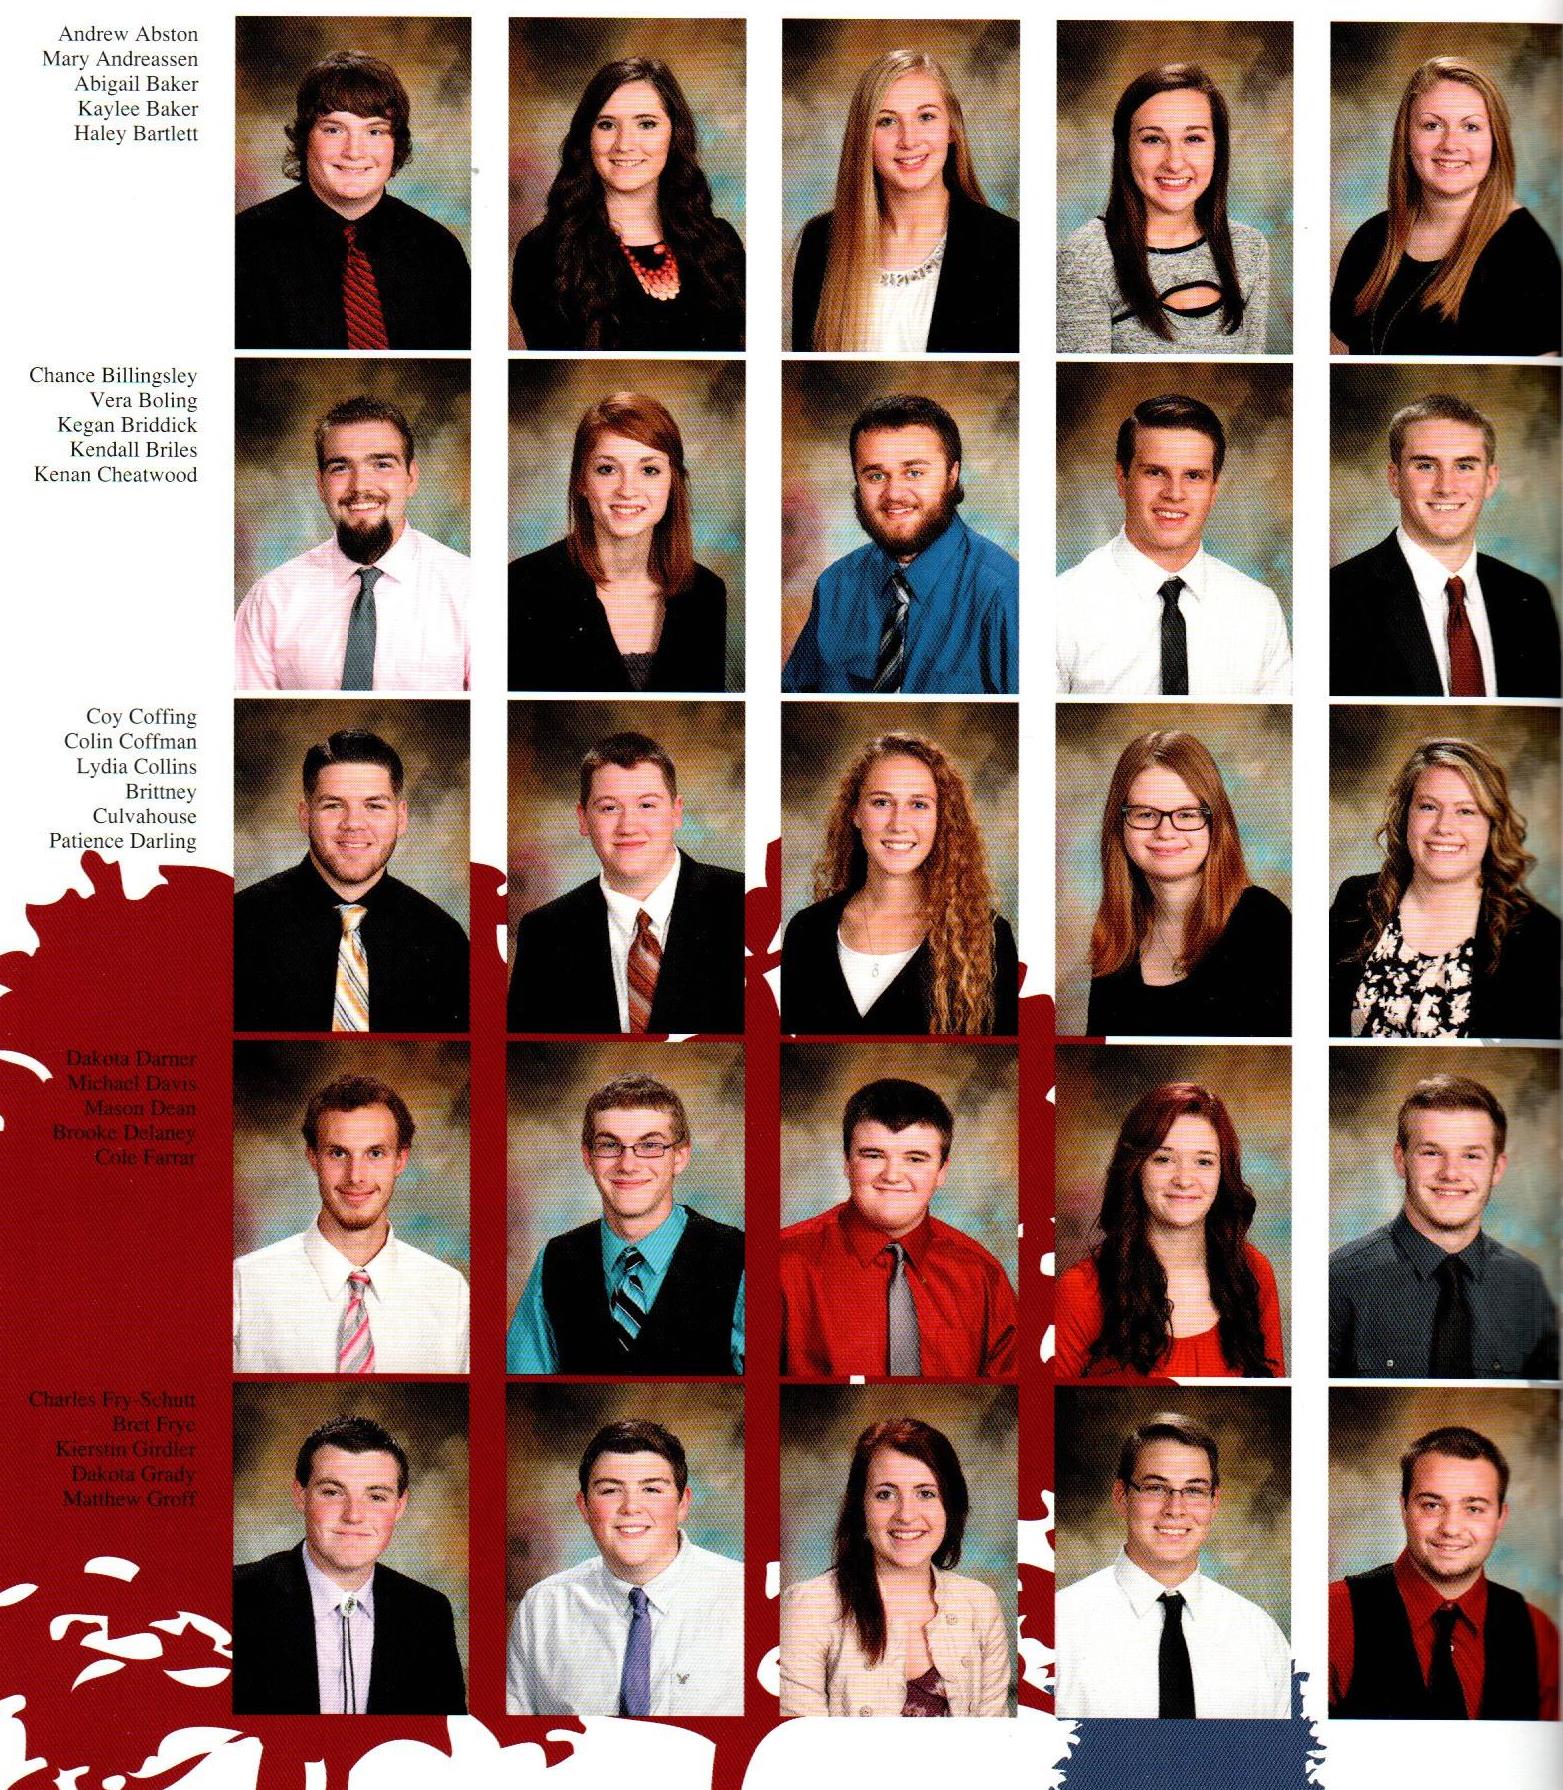 Andrew Abston
Mary Andreassen
Abigail Baker
Kaylee Baker
Haley Bartlett
Chance Billingsley
Vera Boling
Kegan Briddick
Kendall Briles
Kenan Cheatwood
Coy Coffing
Colin Coffman
Lydia Collins
Brittney
Culvahouse
Patience Darling
Dakota Darner
Michael Davis
Mason Dean
Brooke Delaney
Cole Farrar
Charles Fry-Schutt
Bret Frye
Kierstin Girdler
Dakota Grady
Matthew Groff